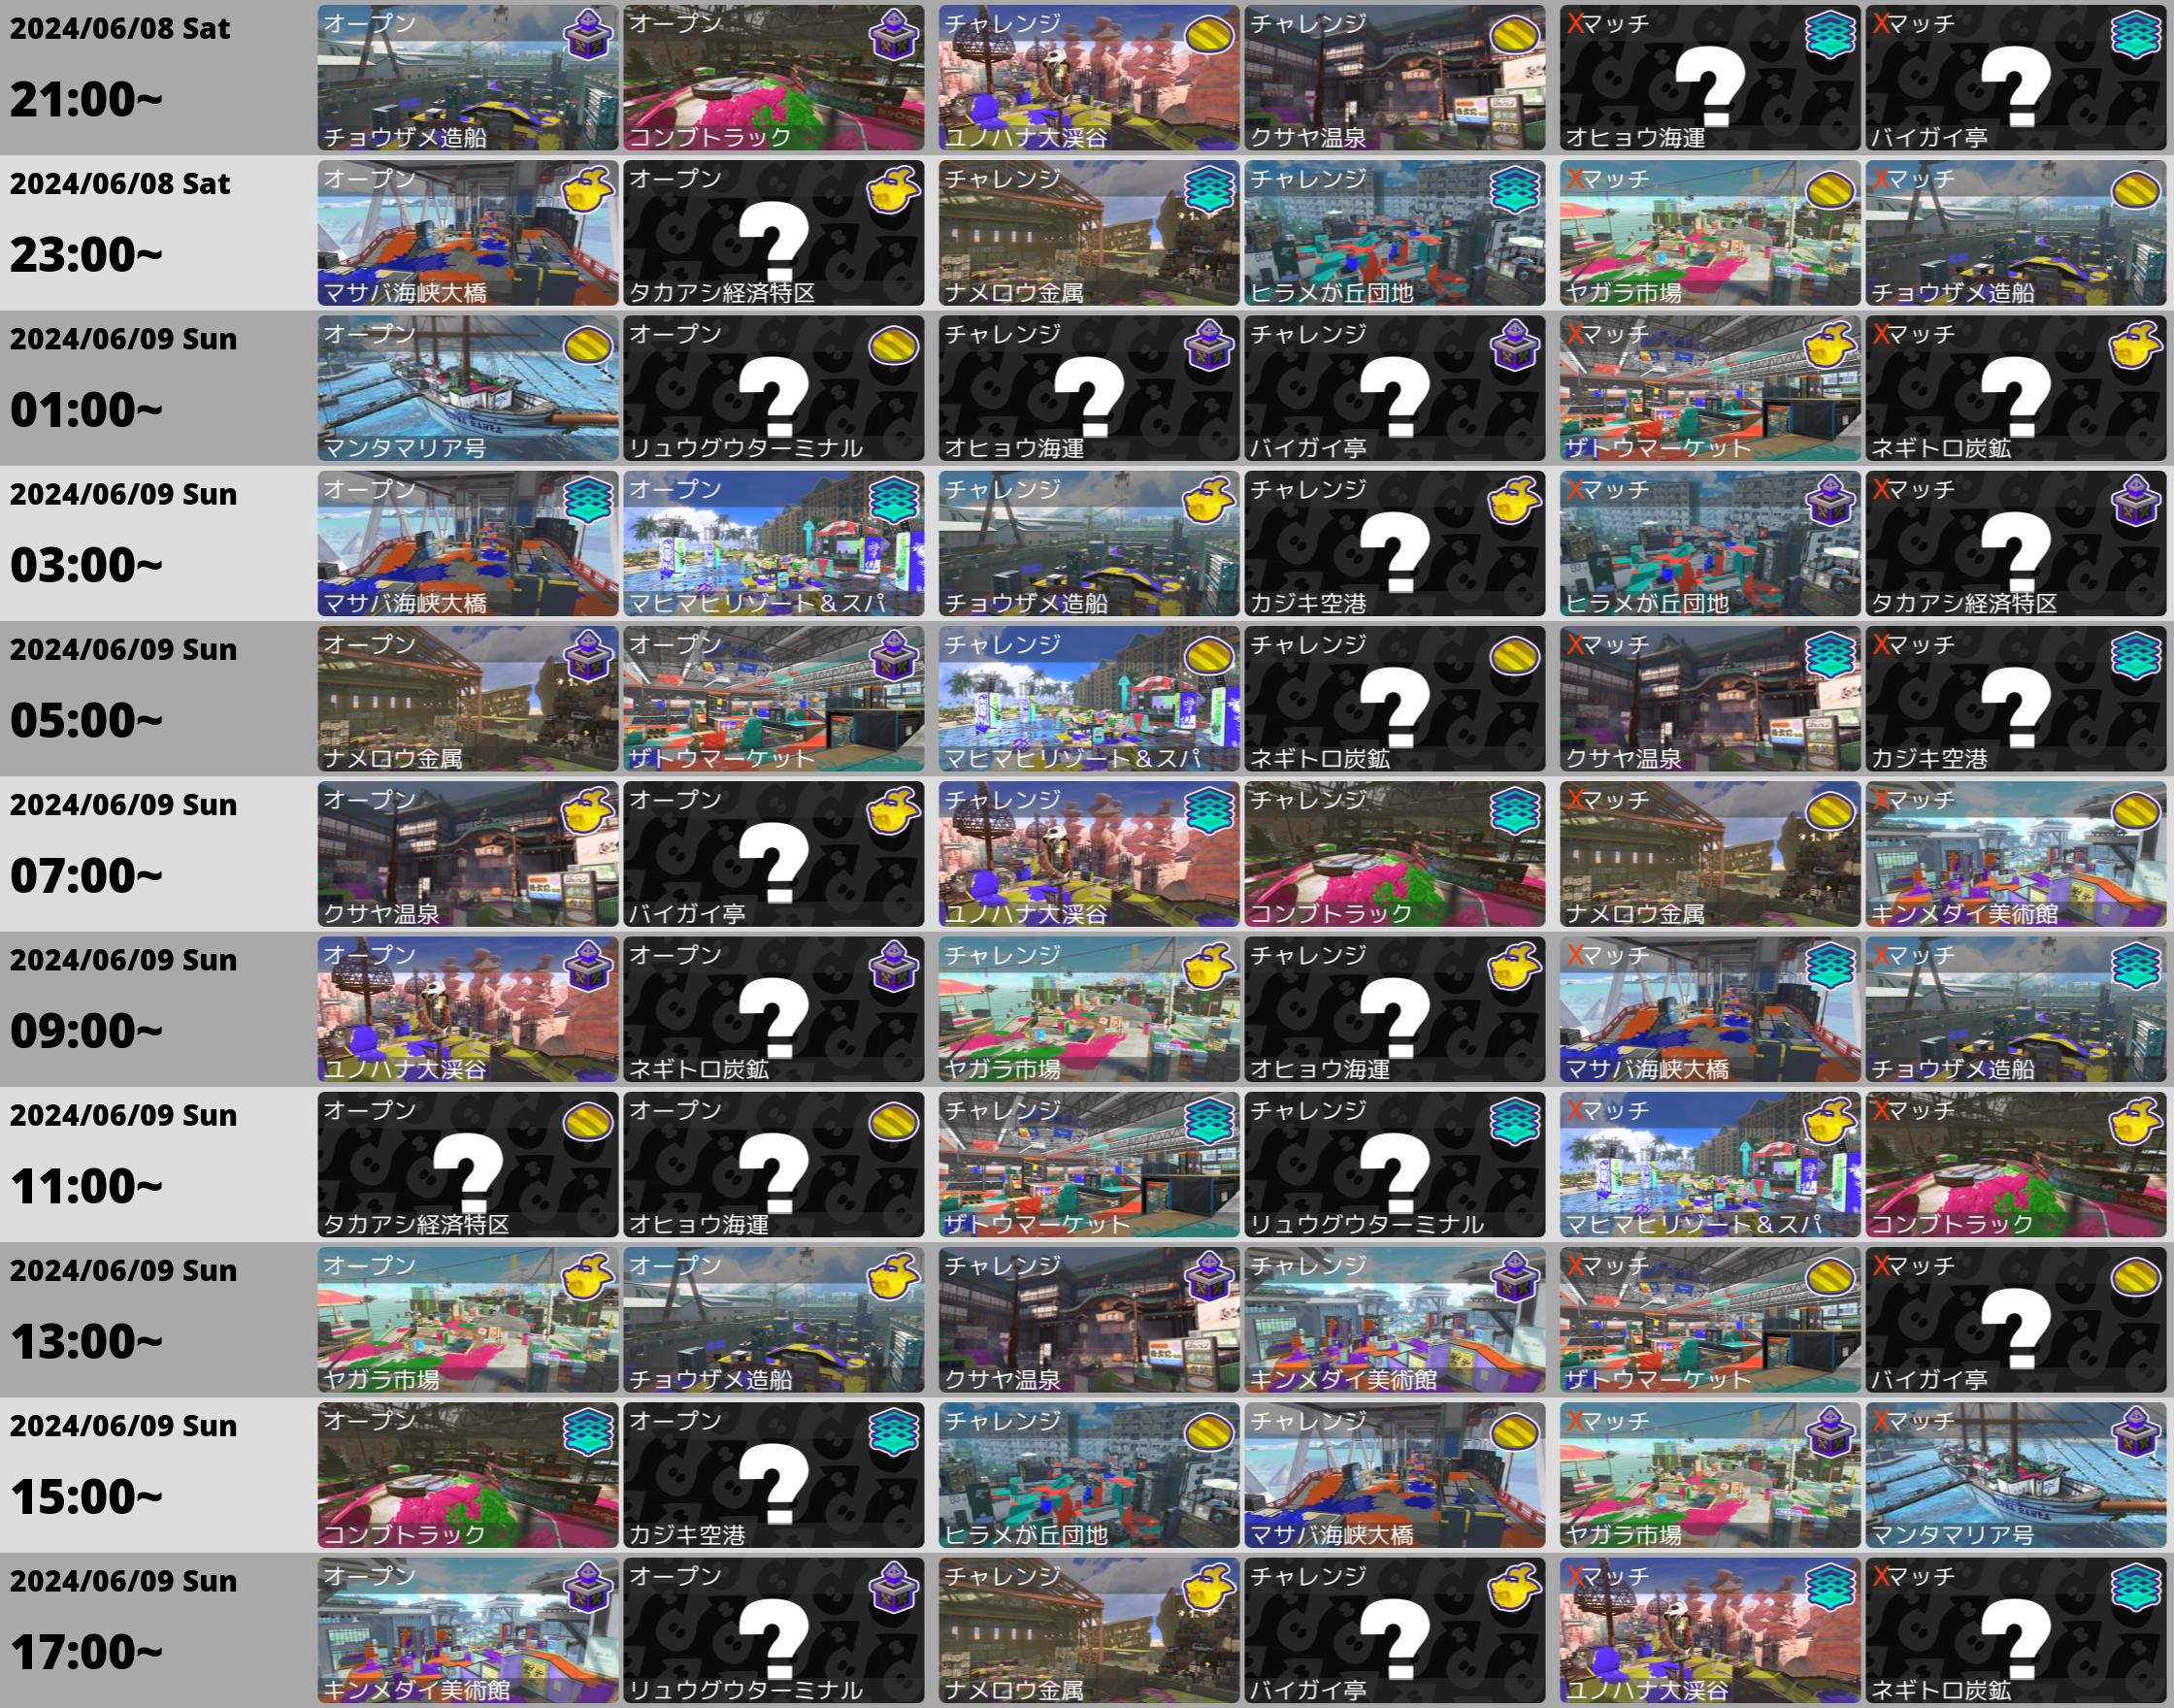 2024/06/08 Sat
21:00~
オープン オープン チャレンジ チャレンジ Xマッチ Xマッチ
チョウザメ造船 コンブトラック ユノハナ大渓谷 クサヤ温泉 オヒョウ海運 バイガイ亭
2024/06/08 Sat
23:00~
オープン オープン チャレンジ チャレンジ Xマッチ Xマッチ
マサバ海峡大橋 タカアシ経済特区 ナメロウ金属 ヒラメが丘団地 ヤガラ市場 チョウザメ造船
2024/06/09 Sun
01:00~
オープン オープン チャレンジ チャレンジ Xマッチ Xマッチ
マンタマリア号 リュウグウターミナル オヒョウ海運 バイガイ亭 ザトウマーケット ネギトロ炭鉱
2024/06/09 Sun
03:00~
オープン オープン チャレンジ チャレンジ Xマッチ Xマッチ
マサバ海峡大橋 マヒマヒリゾート＆スパ チョウザメ造船 カジキ空港 ヒラメが丘団地 タカアシ経済特区
2024/06/09 Sun
05:00~
オープン オープン チャレンジ チャレンジ Xマッチ Xマッチ
ナメロウ金属 ザトウマーケット マヒマヒリゾート＆スパ ネギトロ炭鉱 クサヤ温泉 カジキ空港
2024/06/09 Sun
07:00~
オープン オープン チャレンジ チャレンジ Xマッチ Xマッチ
クサヤ温泉 バイガイ亭 ユノハナ大渓谷 コンブトラック ナメロウ金属 キンメダイ美術館
2024/06/09 Sun
09:00~
オープン オープン チャレンジ チャレンジ Xマッチ Xマッチ
ユノハナ大渓谷 ネギトロ炭鉱 ヤガラ市場 オヒョウ海運 マサバ海峡大橋 チョウザメ造船
2024/06/09 Sun
11:00~
オープン オープン チャレンジ チャレンジ Xマッチ Xマッチ
タカアシ経済特区 オヒョウ海運 ザトウマーケット リュウグウターミナル マヒマヒリゾート＆スパ コンブトラック
2024/06/09 Sun
13:00~
オープン オープン チャレンジ チャレンジ Xマッチ Xマッチ
ヤガラ市場 チョウザメ造船 クサヤ温泉 キンメダイ美術館 ザトウマーケット バイガイ亭
2024/06/09 Sun
15:00~
オープン オープン チャレンジ チャレンジ Xマッチ Xマッチ
コンブトラック カジキ空港 ヒラメが丘団地 マサバ海峡大橋 ヤガラ市場 マンタマリア号
2024/06/09 Sun
17:00~
オープン オープン チャレンジ チャレンジ Xマッチ Xマッチ
キンメダイ美術館 リュウグウターミナル ナメロウ金属 バイガイ亭 ユノハナ大渓谷 ネギトロ炭鉱